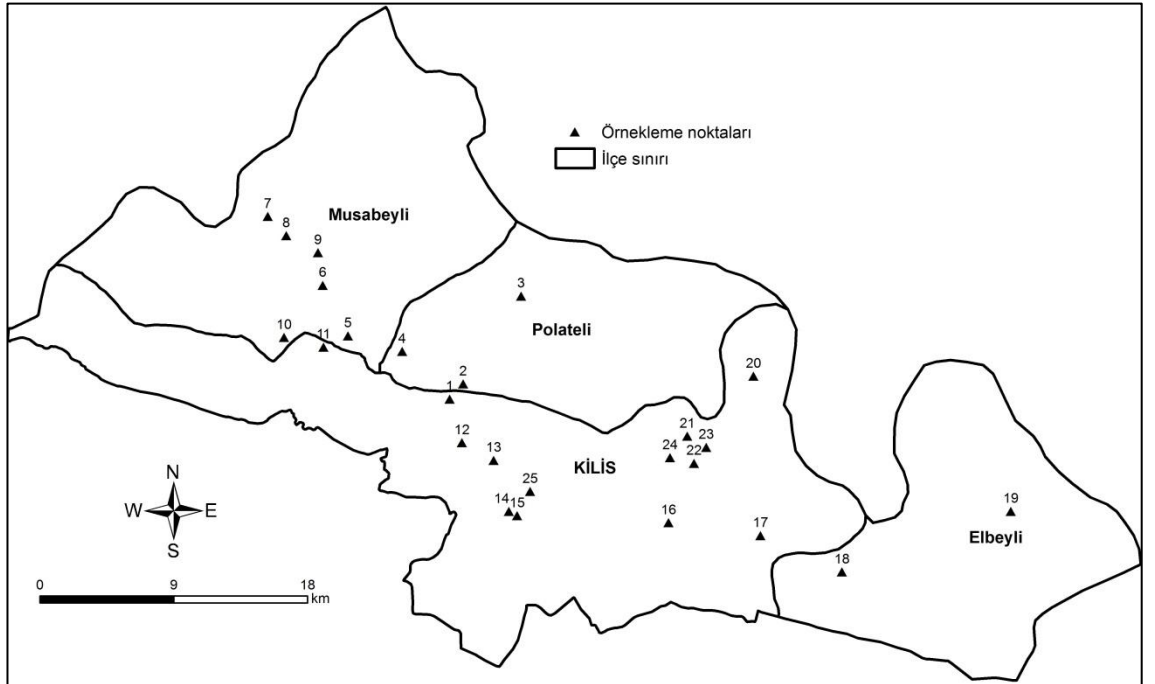 Örnekleme noktaları
İlçe sınırı
7
8
Musabeyli
9
6
3
Polateli
10
11
5
4
2
1
20
12
13
21
23
24
22
KİLİS
25
14
15
16
17
19
Elbeyli
18
N
W
E
S
0
9
18
km